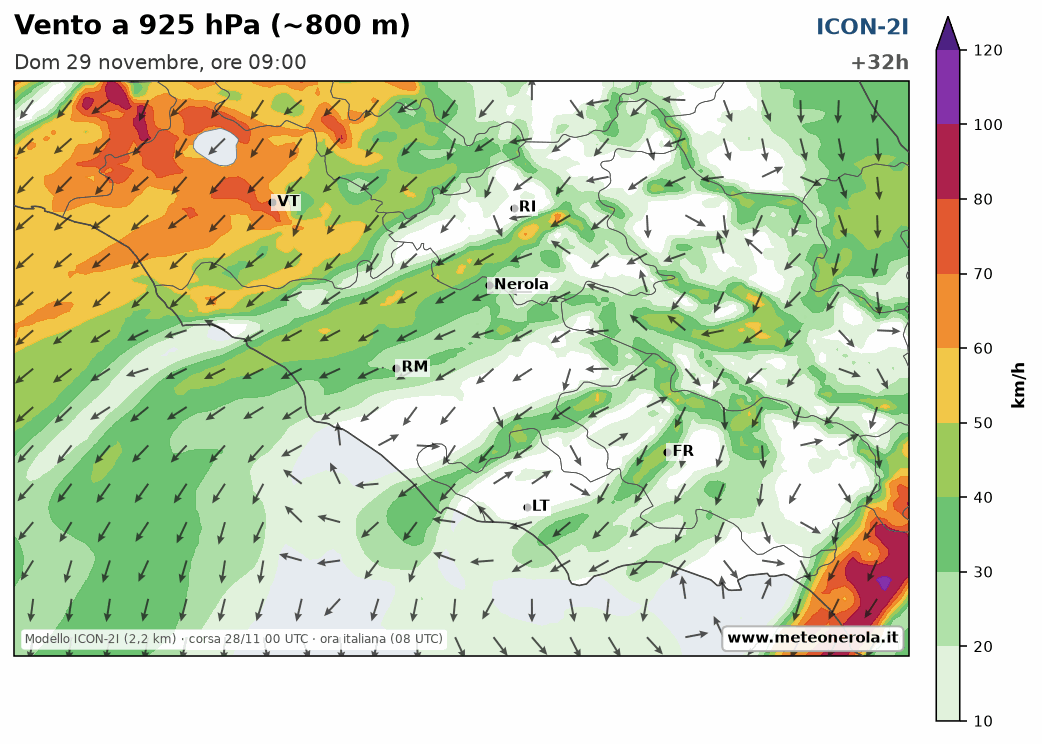 Vento a 925 hPa (~800 m)
ICON-2I
Dom 29 novembre, ore 09:00
+32h
VT
RI
Nerola
RM
FR
LT
Modello ICON-2I (2,2 km) · corsa 28/11 00 UTC · ora italiana (08 UTC)
www.meteonerola.it
120
100
80
70
60
50
40
30
20
10
km/h